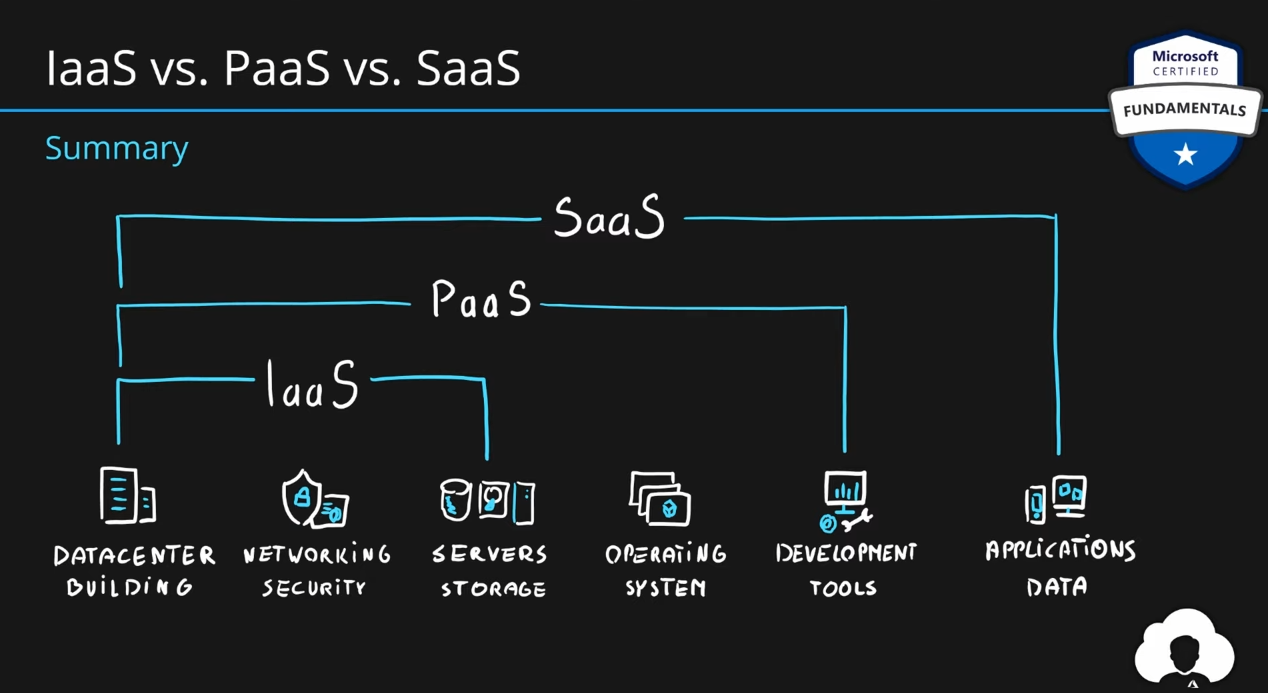 IaaS vs. PaaS vs. SaaS
Microsoft
CERTIFIED
FUNDAMENTALS
Summary
SaaS
PaaS
IaaS
DATACENTER
BUiLDiNG
NETWORKiNG
SECURiTY
SERVERS
STORAGE
OPERATiNG
SYSTEM
DEVELOPMENT
TOOLS
APPLiCATiONS
DATA